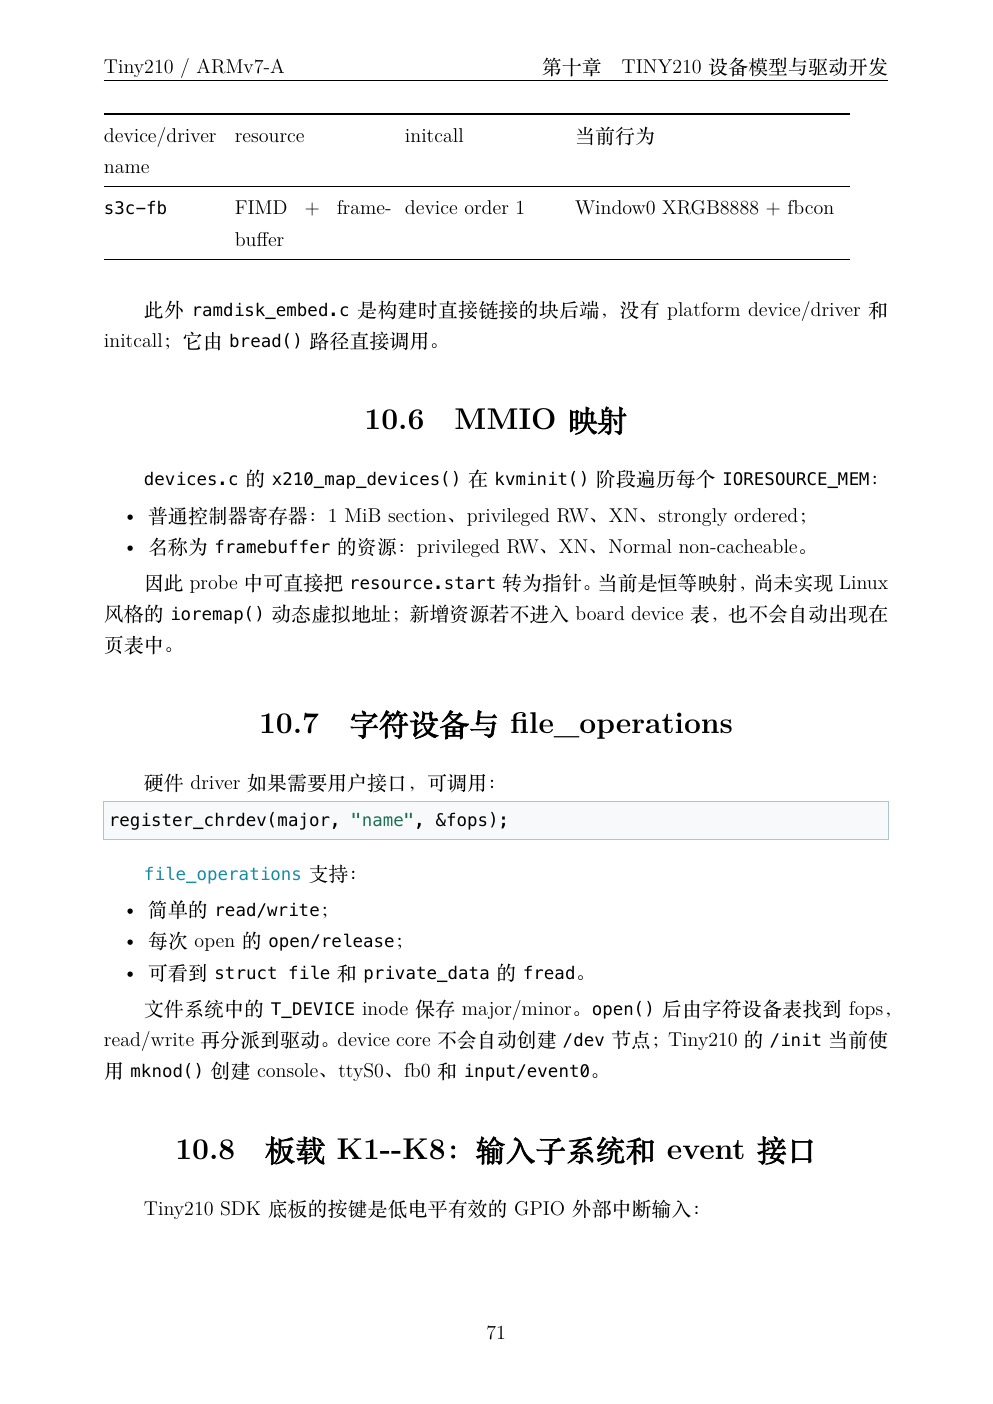 Tiny210 / ARMv7-A 第十章 TINY210 设备模型与驱动开发
device/driver resource initcall 当前行为
name
s3c-fb FIMD + frame- device order 1 Window0 XRGB8888 + fbcon
buffer
此外 ramdisk_embed.c 是构建时直接链接的块后端，没有 platform device/driver 和
initcall；它由 bread() 路径直接调用。
10.6 MMIO 映射
devices.c 的 x210_map_devices() 在 kvminit() 阶段遍历每个 IORESOURCE_MEM：
• 普通控制器寄存器：1 MiB section、privileged RW、XN、strongly ordered；
• 名称为 framebuffer 的资源：privileged RW、XN、Normal non-cacheable。
因此 probe 中可直接把 resource.start 转为指针。当前是恒等映射，尚未实现 Linux
风格的 ioremap() 动态虚拟地址；新增资源若不进入 board device 表，也不会自动出现在
页表中。
10.7 字符设备与 file_operations
硬件 driver 如果需要用户接口，可调用：
register_chrdev(major, "name", &fops);
file_operations 支持：
• 简单的 read/write；
• 每次 open 的 open/release；
• 可看到 struct file 和 private_data 的 fread。
文件系统中的 T_DEVICE inode 保存 major/minor。open() 后由字符设备表找到 fops，
read/write 再分派到驱动。device core 不会自动创建 /dev 节点；Tiny210 的 /init 当前使
用 mknod() 创建 console、ttyS0、fb0 和 input/event0。
10.8 板载 K1--K8：输入子系统和 event 接口
Tiny210 SDK 底板的按键是低电平有效的 GPIO 外部中断输入：
71